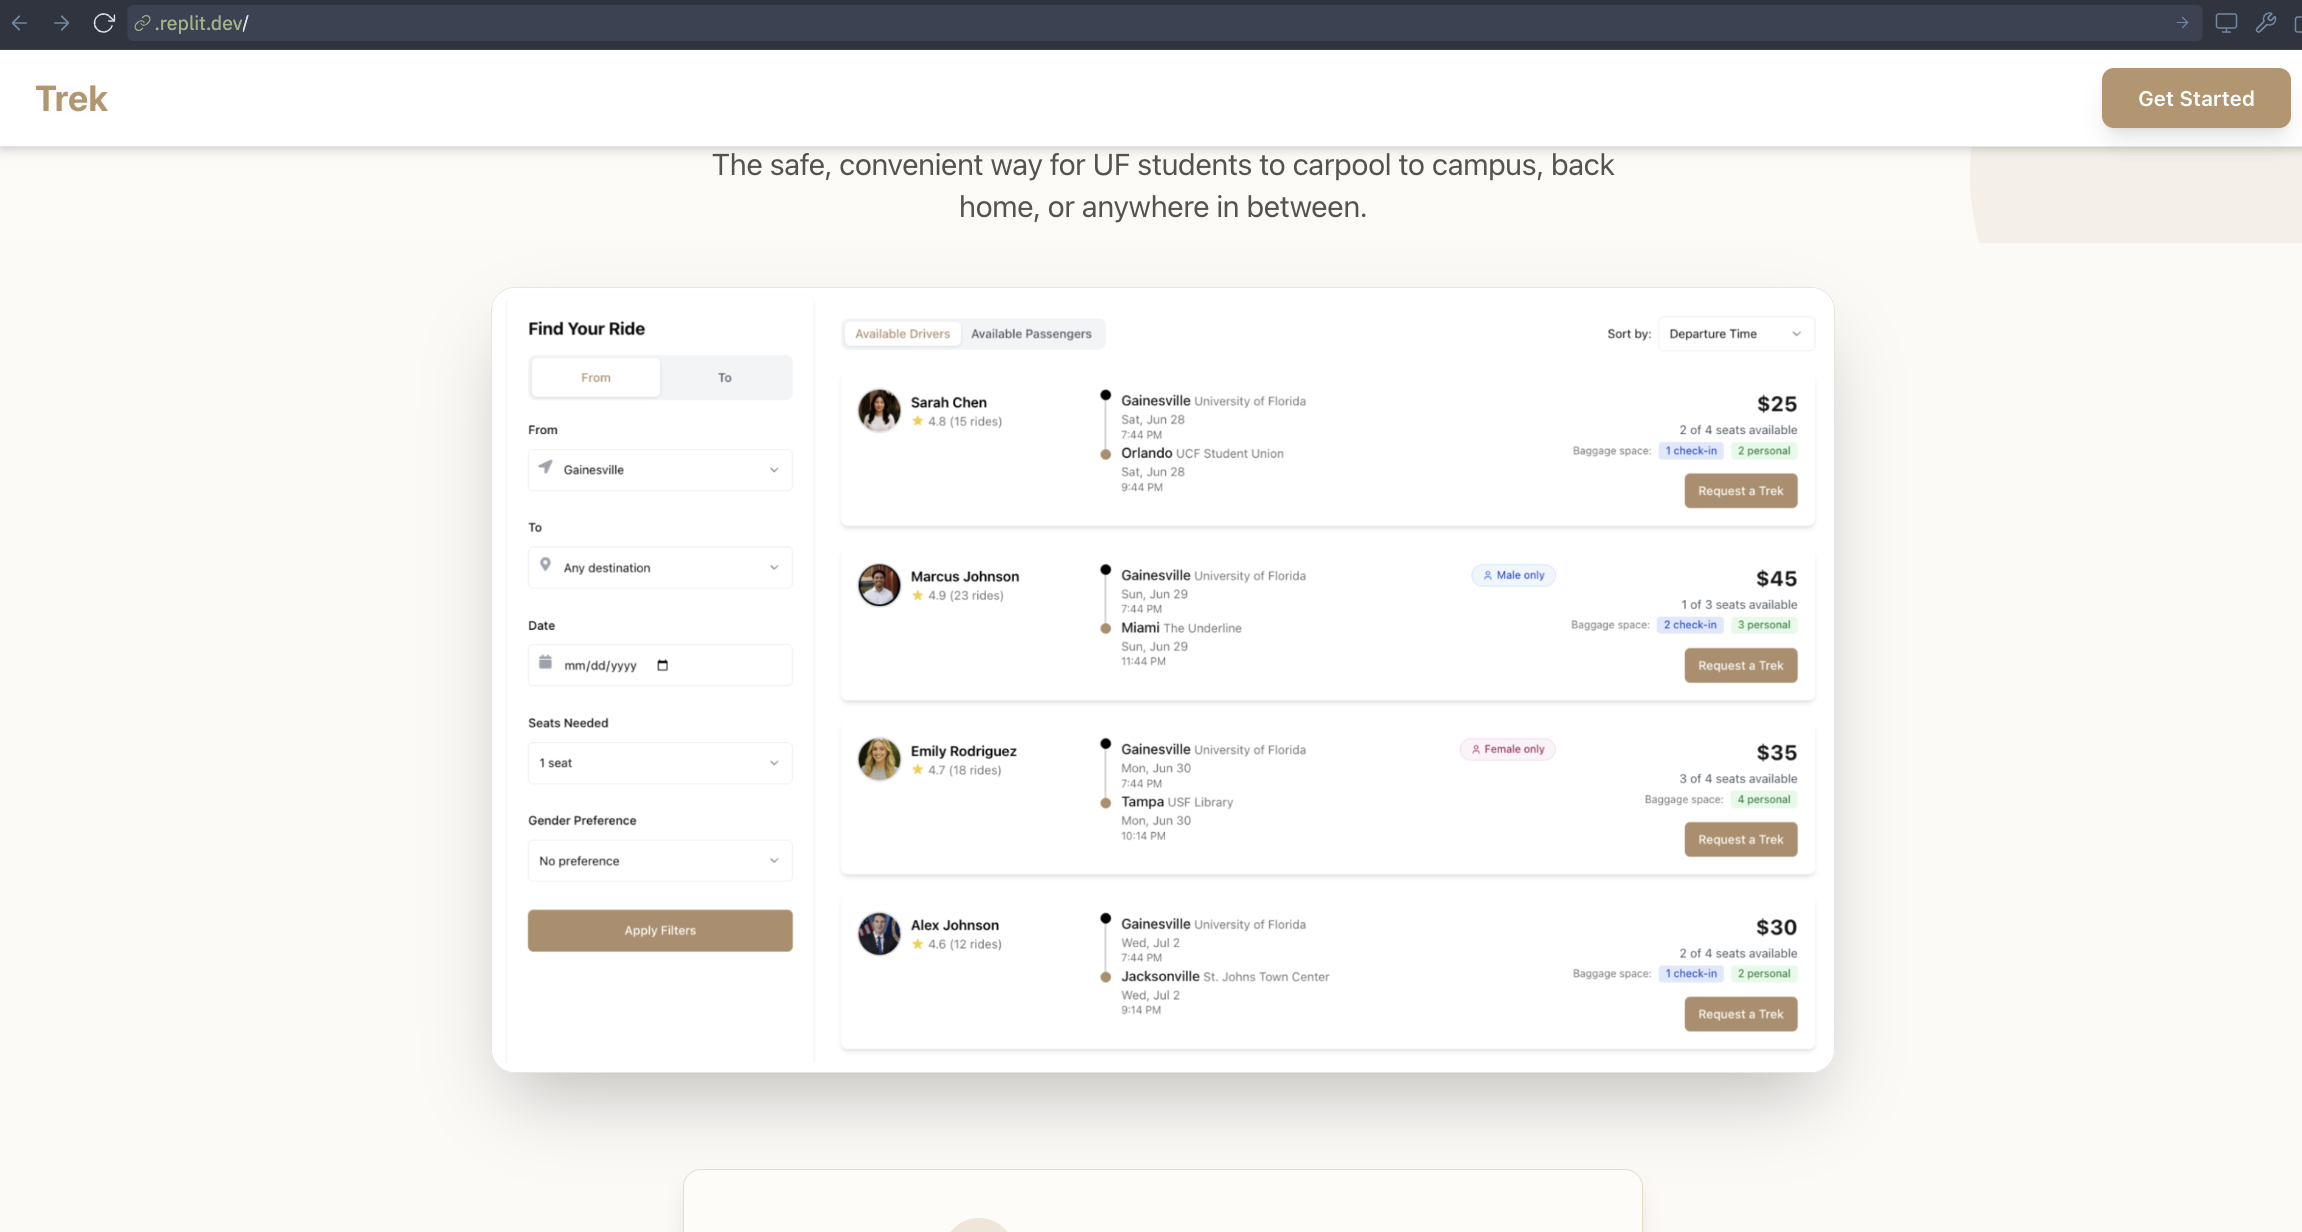 .replit.dev/
Trek
Get Started
The safe, convenient way for UF students to carpool to campus, back
home, or anywhere in between.
Find Your Ride
From To
From
Gainesville
To
Any destination
Date
mm/dd/yyyy
Seats Needed
1 seat
Gender Preference
No preference
Apply Filters
Available Drivers Available Passengers
Sort by: Departure Time
Sarah Chen
4.8 (15 rides)
Gainesville University of Florida
Sat, Jun 28
7:44 PM
Orlando UCF Student Union
Sat, Jun 28
9:44 PM
$25
2 of 4 seats available
Baggage space: 1 check-in 2 personal
Request a Trek
Marcus Johnson
4.9 (23 rides)
Gainesville University of Florida
Sun, Jun 29
7:44 PM
Miami The Underline
Sun, Jun 29
11:44 PM
Male only
$45
1 of 3 seats available
Baggage space: 2 check-in 3 personal
Request a Trek
Emily Rodriguez
4.7 (18 rides)
Gainesville University of Florida
Mon, Jun 30
7:44 PM
Tampa USF Library
Mon, Jun 30
10:14 PM
Female only
$35
3 of 4 seats available
Baggage space: 4 personal
Request a Trek
Alex Johnson
4.6 (12 rides)
Gainesville University of Florida
Wed, Jul 2
7:44 PM
Jacksonville St. Johns Town Center
Wed, Jul 2
9:14 PM
$30
2 of 4 seats available
Baggage space: 1 check-in 2 personal
Request a Trek